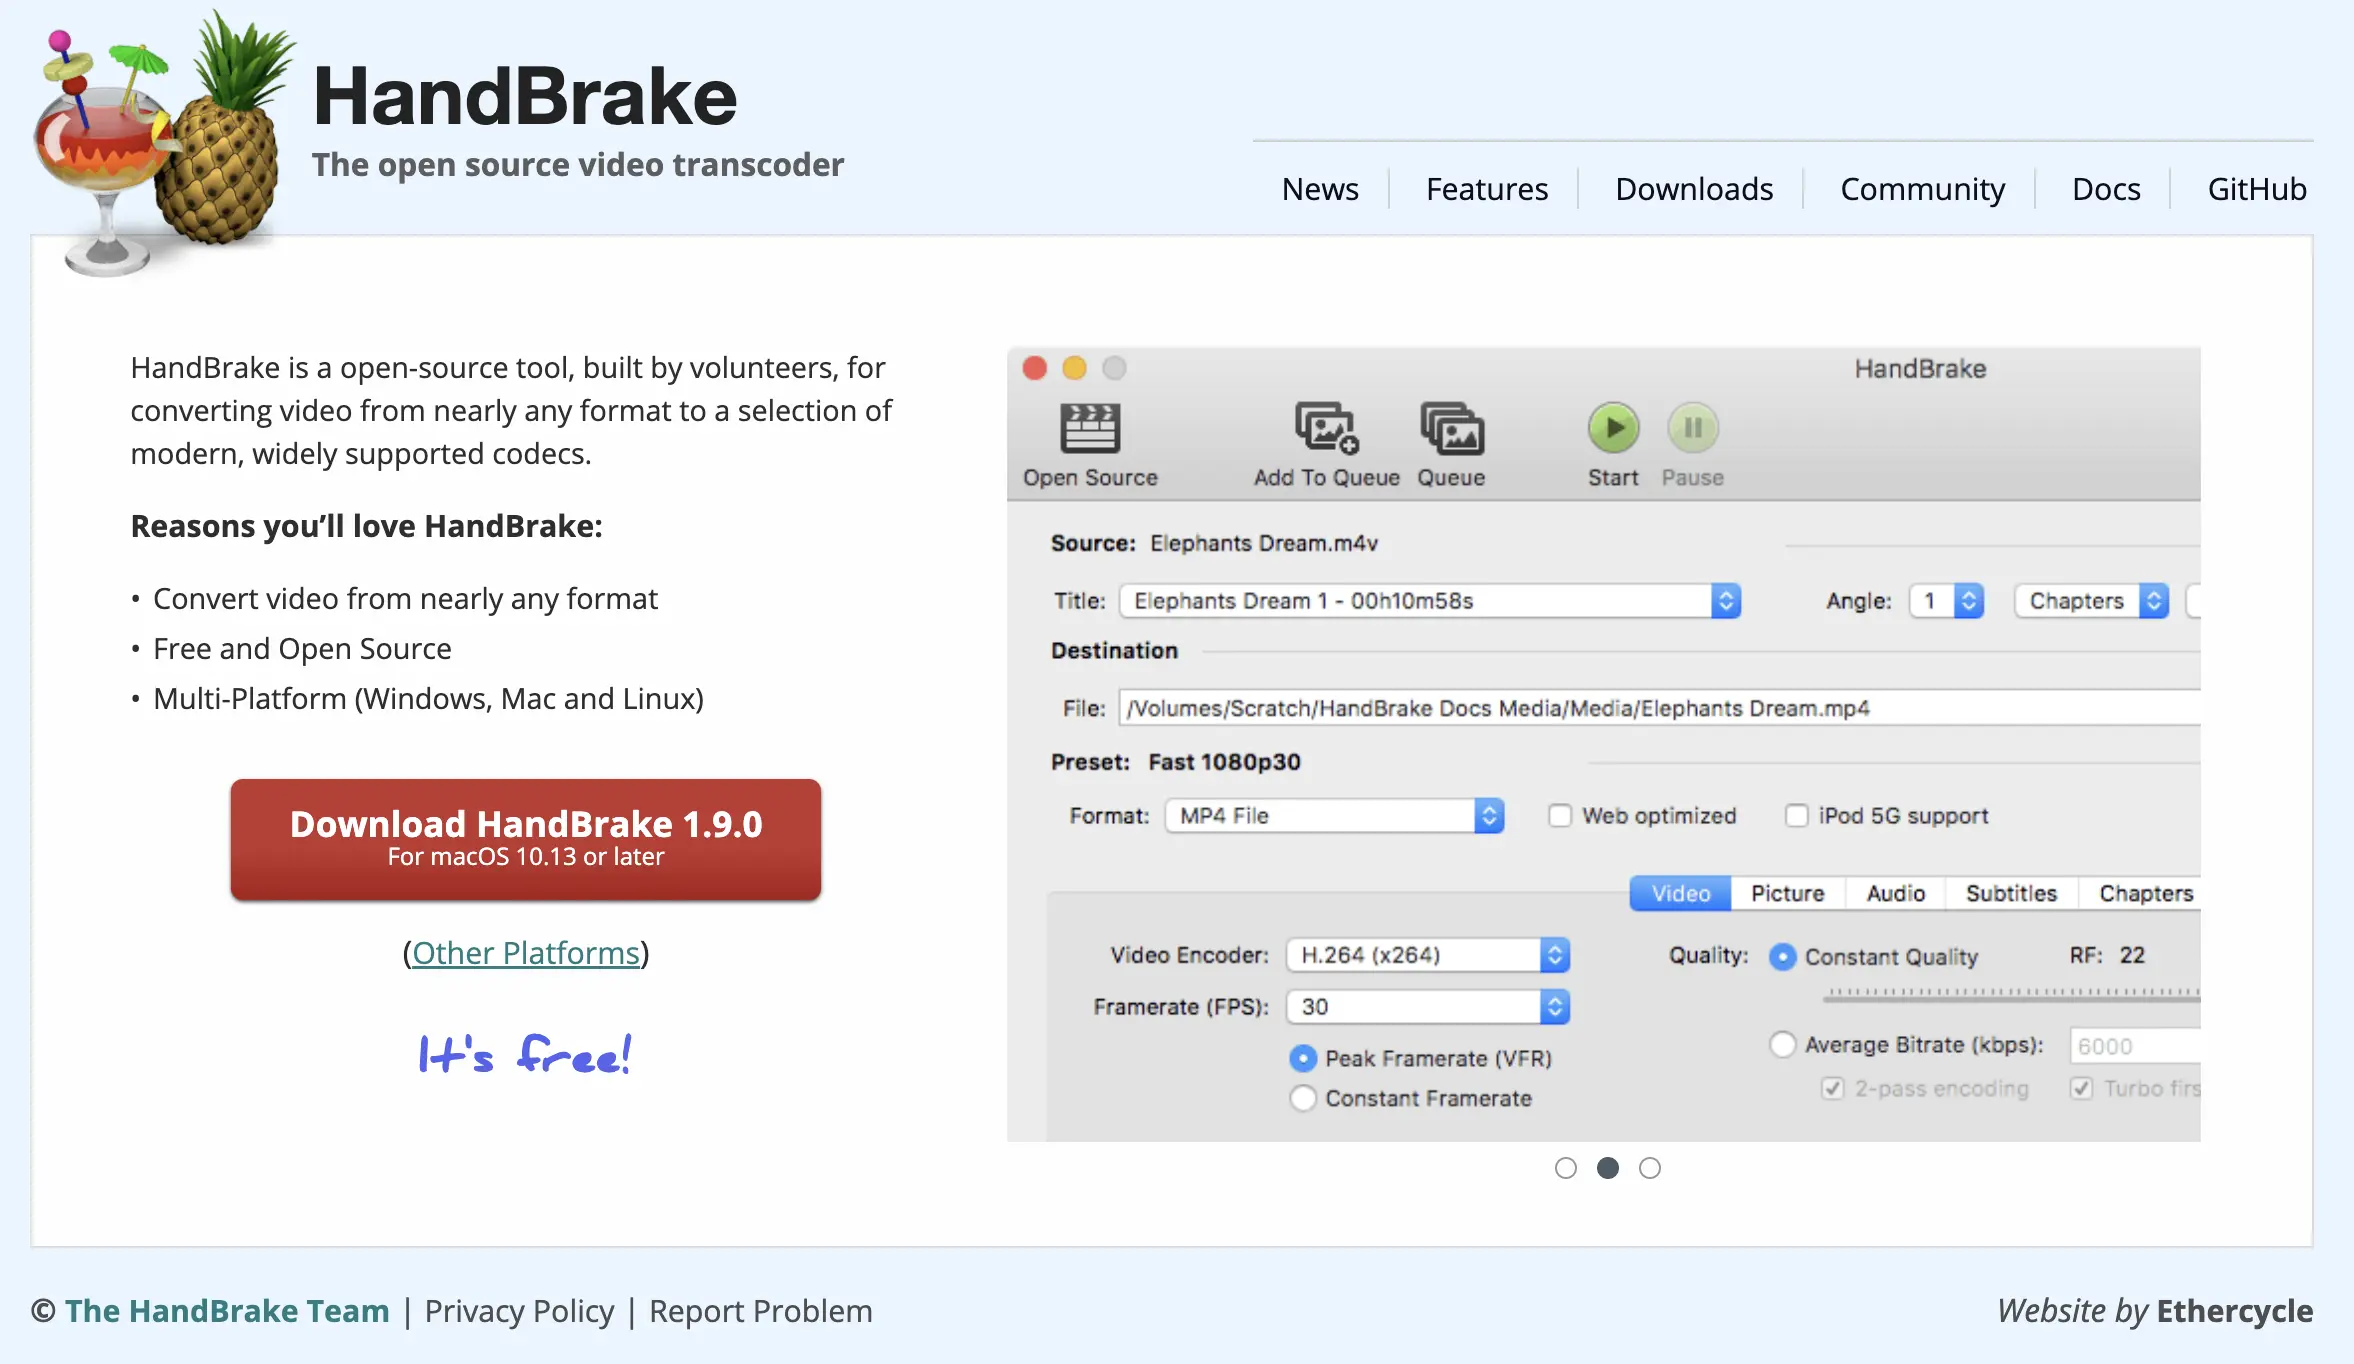 HandBrake
The open source video transcoder
News
Features
Downloads
Community
Docs
GitHub
HandBrake is a open-source tool, built by volunteers, for
converting video from nearly any format to a selection of
modern, widely supported codecs.
Reasons you’ll love HandBrake:
• Convert video from nearly any format
• Free and Open Source
• Multi-Platform (Windows, Mac and Linux)
Download HandBrake 1.9.0
For macOS 10.13 or later
(Other Platforms)
It's free!
HandBrake
Open Source
Add To Queue
Queue
Start
Pause
Source: Elephants Dream.m4v
Title: Elephants Dream 1 - 00h10m58s
Angle: 1
Chapters
Destination
File: /Volumes/Scratch/HandBrake Docs Media/Media/Elephants Dream.mp4
Preset: Fast 1080p30
Format: MP4 File
Web optimized
iPod 5G support
Video
Picture
Audio
Subtitles
Chapters
Video Encoder: H.264 (x264)
Quality: Constant Quality
RF: 22
Framerate (FPS): 30
Peak Framerate (VFR)
Average Bitrate (kbps): 6000
Constant Framerate
2-pass encoding
Turbo firs
© The HandBrake Team | Privacy Policy | Report Problem
Website by Ethercycle